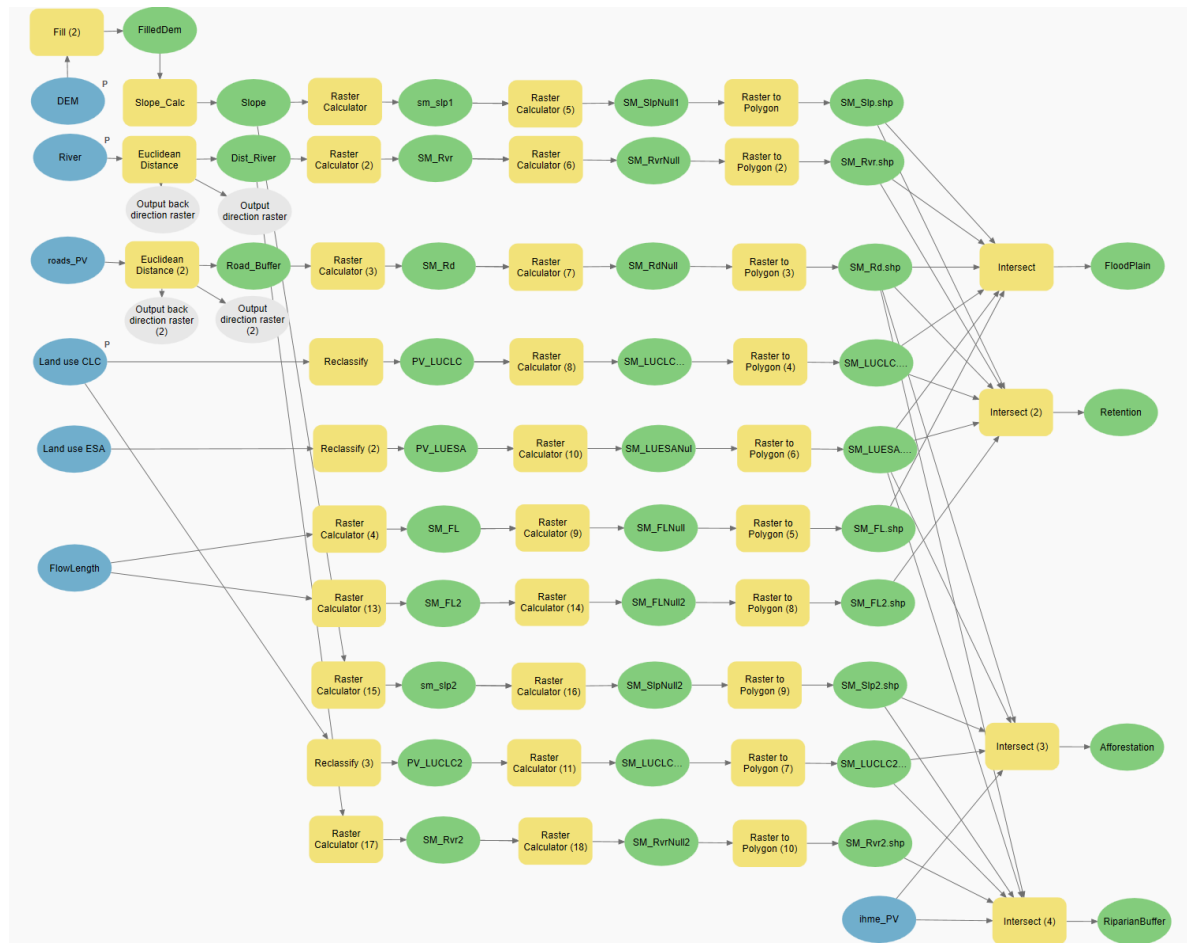 Fill (2)
FilledDem
P
DEM
Slope_Calc
Slope
Raster
Calculator
sm_slp1
Raster
Calculator (5)
SM_SlpNull1
Raster to
Polygon
SM_Slp.shp
P
River
Euclidean
Distance
Dist_River
Raster
Calculator (2)
SM_Rvr
Raster
Calculator (6)
SM_RvrNull
Raster to
Polygon (2)
SM_Rvr.shp
Output back
direction raster
Output
direction raster
roads_PV
Euclidean
Distance (2)
Road_Buffer
Raster
Calculator (3)
SM_Rd
Raster
Calculator (7)
SM_RdNull
Raster to
Polygon (3)
SM_Rd.shp
Intersect
FloodPlain
Output back
direction raster
(2)
Output
direction raster
(2)
P
Land use CLC
Reclassify
PV_LUCLC
Raster
Calculator (8)
SM_LUCLC...
Raster to
Polygon (4)
SM_LUCLC....
Intersect (2)
Retention
Land use ESA
Reclassify (2)
PV_LUESA
Raster
Calculator (10)
SM_LUESANul
Raster to
Polygon (6)
SM_LUESA....
FlowLength
Raster
Calculator (4)
SM_FL
Raster
Calculator (9)
SM_FLNull
Raster to
Polygon (5)
SM_FL.shp
Raster
Calculator (13)
SM_FL2
Raster
Calculator (14)
SM_FLNull2
Raster to
Polygon (8)
SM_FL2.shp
Raster
Calculator (15)
sm_slp2
Raster
Calculator (16)
SM_SlpNull2
Raster to
Polygon (9)
SM_Slp2.shp
Intersect (3)
Afforestation
Reclassify (3)
PV_LUCLC2
Raster
Calculator (11)
SM_LUCLC...
Raster to
Polygon (7)
SM_LUCLC2...
Raster
Calculator (17)
SM_Rvr2
Raster
Calculator (18)
SM_RvrNull2
Raster to
Polygon (10)
SM_Rvr2.shp
ihme_PV
Intersect (4)
RiparianBuffer